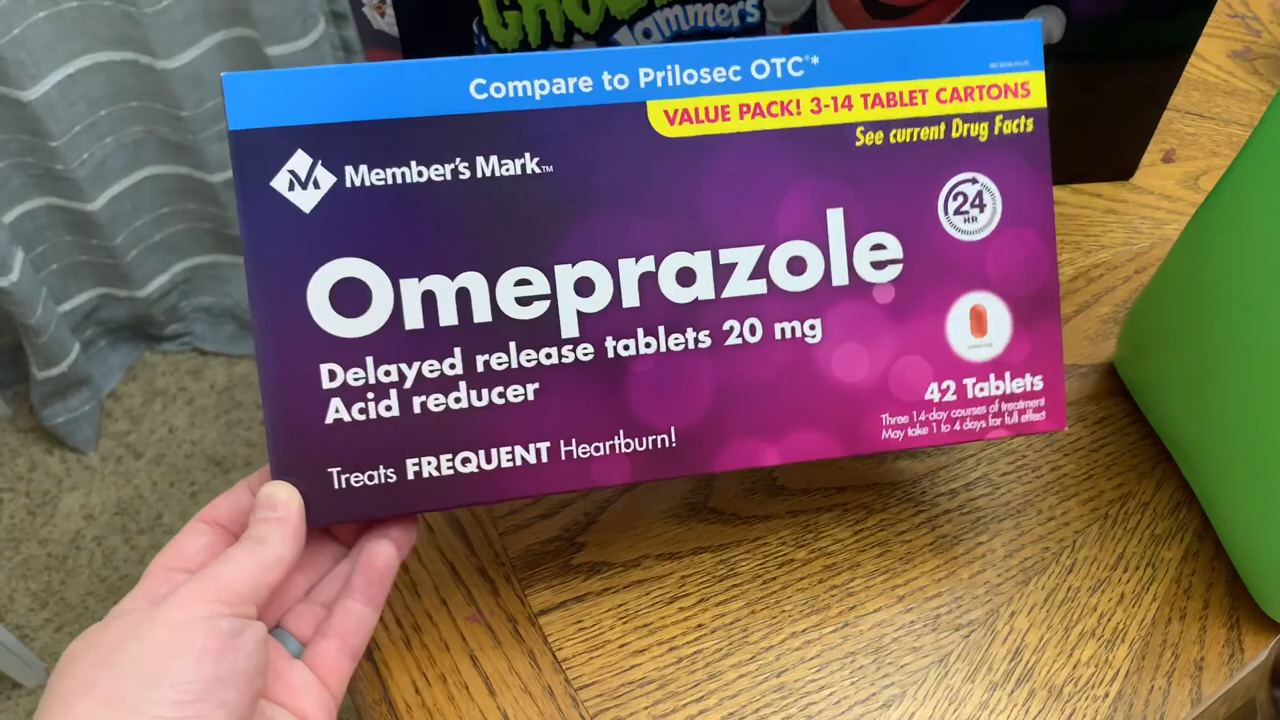 Jammers
Compare to Prilosec OTC®*
VALUE PACK! 3-14 TABLET CARTONS
See current Drug Facts
Member's Mark™
24
HR
Omeprazole
Delayed release tablets 20 mg
Acid reducer
42 Tablets
Three 14-day courses of treatment
May take 1 to 4 days for full effect
Treats FREQUENT Heartburn!